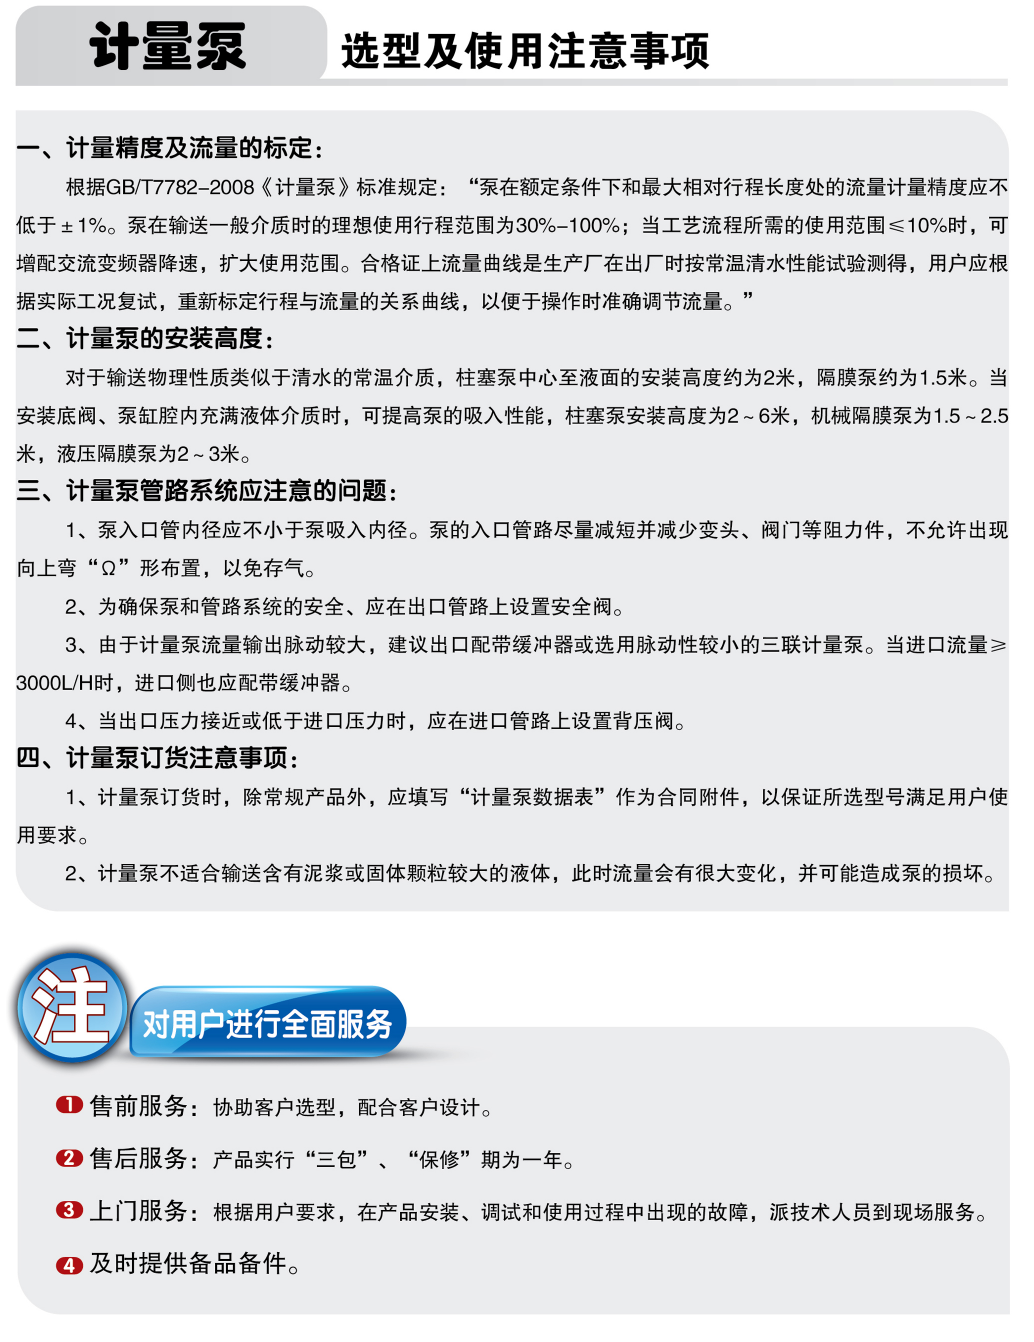 计量泵 选型及使用注意事项
一、计量精度及流量的标定：
根据GB/T7782-2008《计量泵》标准规定：“泵在额定条件下和最大相对行程长度处的流量计量精度应不
低于±1%。泵在输送一般介质时的理想使用行程范围为30%-100%；当工艺流程所需的使用范围≤10%时，可
增配交流变频器降速，扩大使用范围。合格证上流量曲线是生产厂在出厂时按常温清水性能试验测得，用户应根
据实际工况复试，重新标定行程与流量的关系曲线，以便于操作时准确调节流量。”
二、计量泵的安装高度：
对于输送物理性质类似于清水的常温介质，柱塞泵中心至液面的安装高度约为2米，隔膜泵约为1.5米。当
安装底阀、泵缸腔内充满液体介质时，可提高泵的吸入性能，柱塞泵安装高度为2~6米，机械隔膜泵为1.5~2.5
米，液压隔膜泵为2~3米。
三、计量泵管路系统应注意的问题：
1、泵入口管内径应不小于泵吸入内径。泵的入口管路尽量减短并减少变头、阀门等阻力件，不允许出现
向上弯“Ω”形布置，以免存气。
2、为确保泵和管路系统的安全、应在出口管路上设置安全阀。
3、由于计量泵流量输出脉动较大，建议出口配带缓冲器或选用脉动性较小的三联计量泵。当进口流量≥
3000L/H时，进口侧也应配带缓冲器。
4、当出口压力接近或低于进口压力时，应在进口管路上设置背压阀。
四、计量泵订货注意事项：
1、计量泵订货时，除常规产品外，应填写“计量泵数据表”作为合同附件，以保证所选型号满足用户使
用要求。
2、计量泵不适合输送含有泥浆或固体颗粒较大的液体，此时流量会有很大变化，并可能造成泵的损坏。
注 对用户进行全面服务
1 售前服务：协助客户选型，配合客户设计。
2 售后服务：产品实行“三包”、“保修”期为一年。
3 上门服务：根据用户要求，在产品安装、调试和使用过程中出现的故障，派技术人员到现场服务。
4 及时提供备品备件。